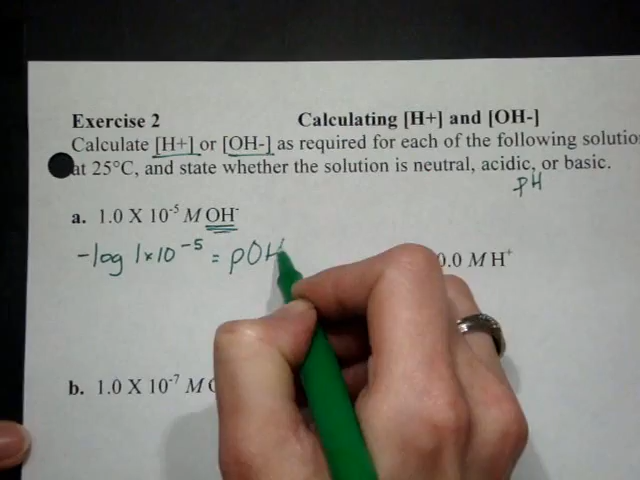 Exercise 2 Calculating [H+] and [OH-]
Calculate [H+] or [OH-] as required for each of the following
at 25°C, and state whether the solution is neutral, acidic, or basic.
pH
a. 1.0 X 10⁻⁵ M OH⁻
-log 1×10⁻⁵ = pOH
0.0 M H⁺
b. 1.0 X 10⁻⁷ M